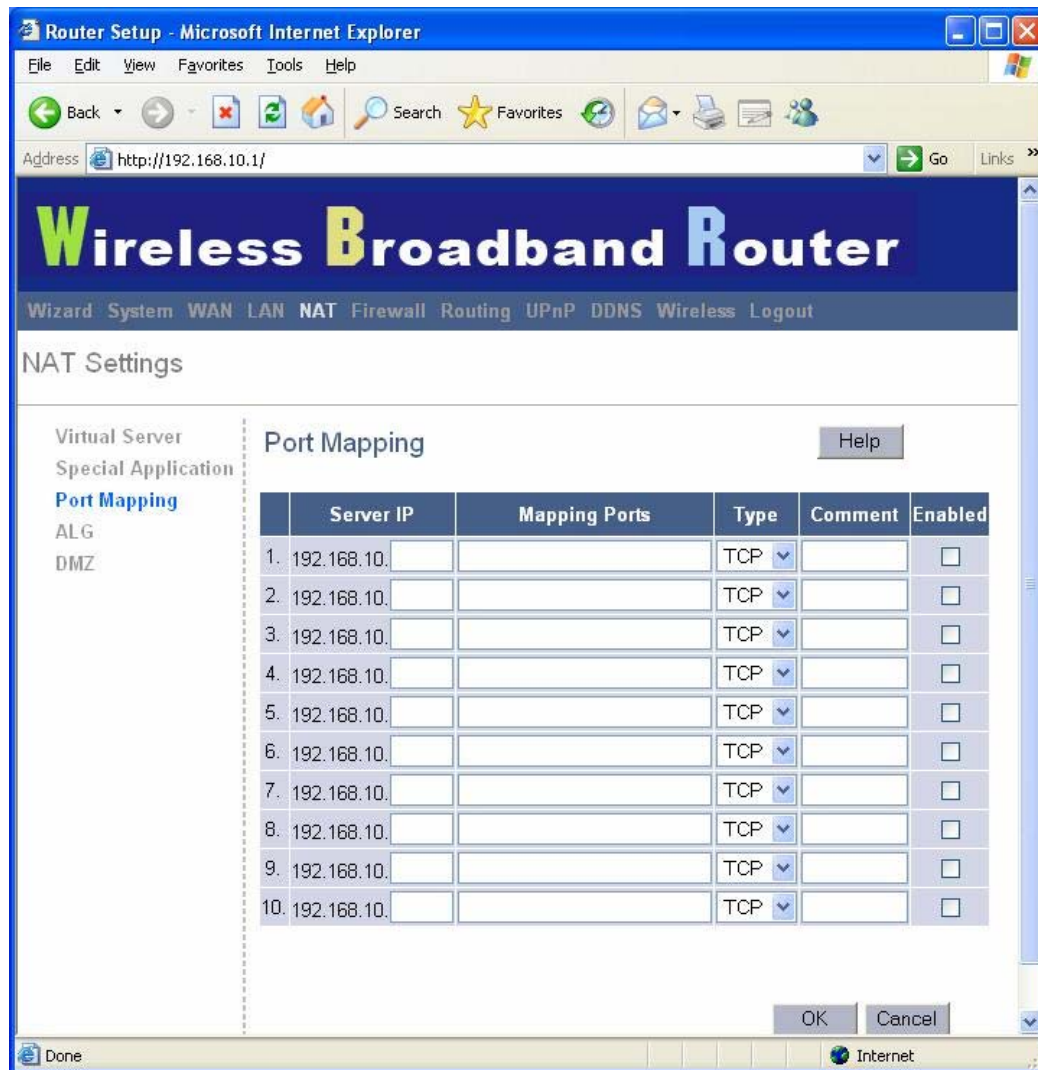 Router Setup - Microsoft Internet Explorer
File Edit View Favorites Tools Help
Back Search Favorites
Address http://192.168.10.1/ Go Links »
Wireless Broadband Router
Wizard System WAN LAN NAT Firewall Routing UPnP DDNS Wireless Logout
NAT Settings
Virtual Server
Special Application
Port Mapping
ALG
DMZ
Port Mapping Help
Server IP Mapping Ports Type Comment Enabled
1. 192.168.10. TCP
2. 192.168.10. TCP
3. 192.168.10. TCP
4. 192.168.10. TCP
5. 192.168.10. TCP
6. 192.168.10. TCP
7. 192.168.10. TCP
8. 192.168.10. TCP
9. 192.168.10. TCP
10. 192.168.10. TCP
OK Cancel
Done Internet